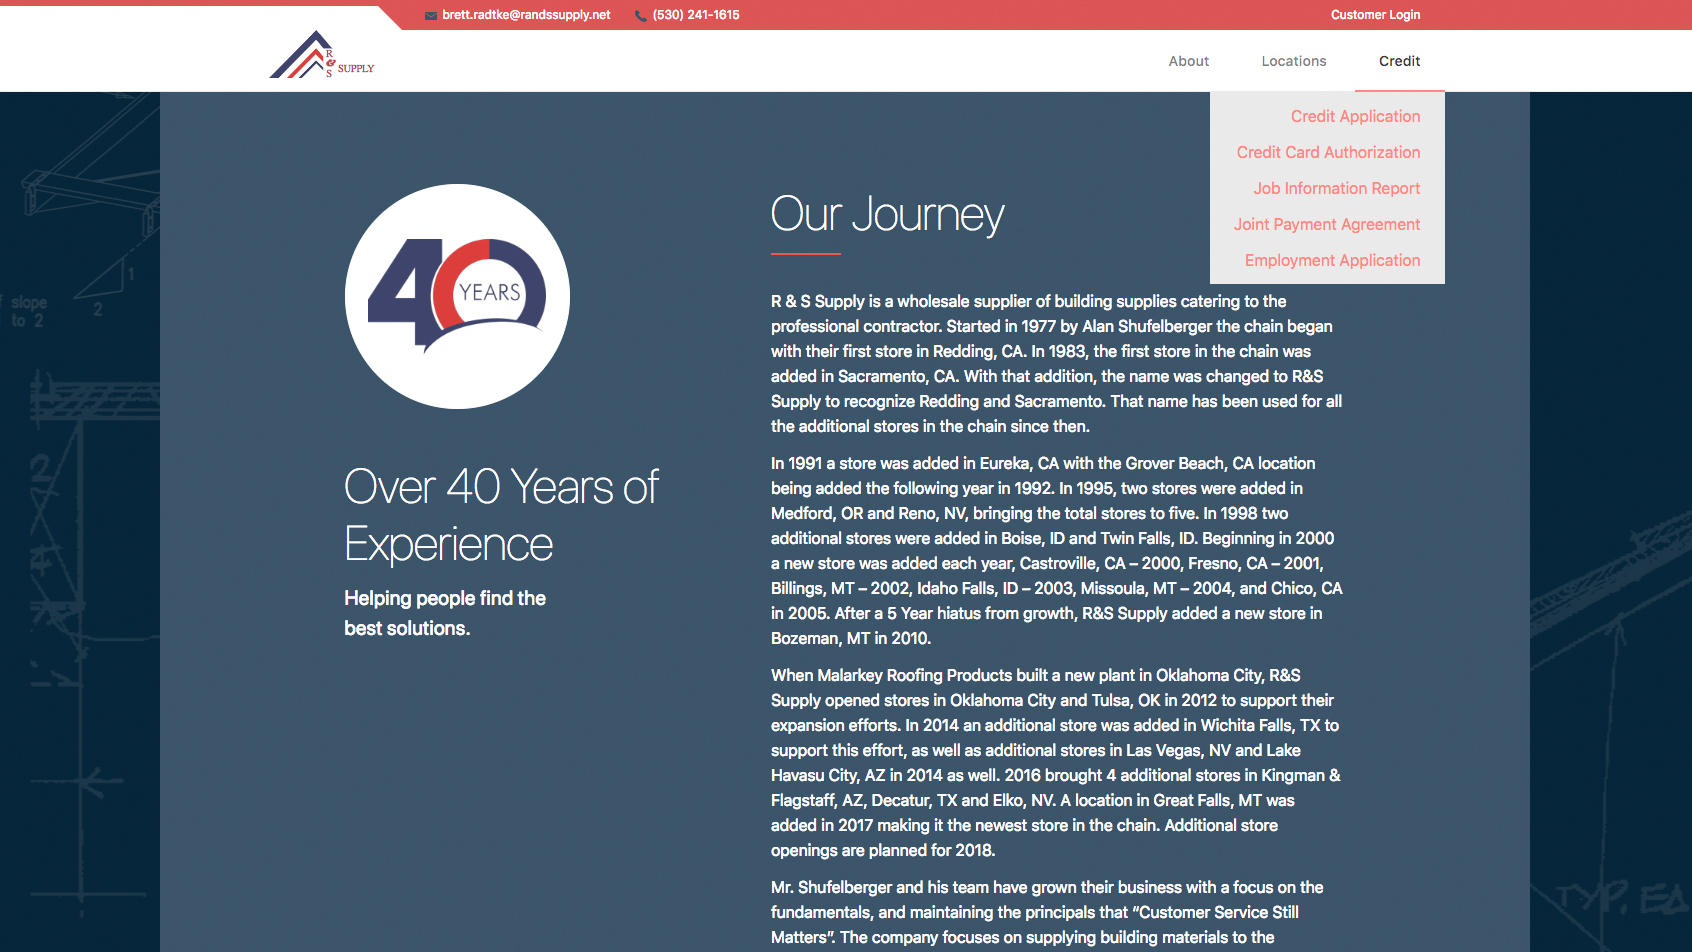 brett.radtke@randssupply.net (530) 241-1615 Customer Login
R
&
S SUPPLY
About Locations Credit
Credit Application
Credit Card Authorization
Job Information Report
Joint Payment Agreement
Employment Application
40 YEARS
Over 40 Years of
Experience
Helping people find the
best solutions.
Our Journey
R & S Supply is a wholesale supplier of building supplies catering to the
professional contractor. Started in 1977 by Alan Shufelberger the chain began
with their first store in Redding, CA. In 1983, the first store in the chain was
added in Sacramento, CA. With that addition, the name was changed to R&S
Supply to recognize Redding and Sacramento. That name has been used for all
the additional stores in the chain since then.
In 1991 a store was added in Eureka, CA with the Grover Beach, CA location
being added the following year in 1992. In 1995, two stores were added in
Medford, OR and Reno, NV, bringing the total stores to five. In 1998 two
additional stores were added in Boise, ID and Twin Falls, ID. Beginning in 2000
a new store was added each year, Castroville, CA – 2000, Fresno, CA – 2001,
Billings, MT – 2002, Idaho Falls, ID – 2003, Missoula, MT – 2004, and Chico, CA
in 2005. After a 5 Year hiatus from growth, R&S Supply added a new store in
Bozeman, MT in 2010.
When Malarkey Roofing Products built a new plant in Oklahoma City, R&S
Supply opened stores in Oklahoma City and Tulsa, OK in 2012 to support their
expansion efforts. In 2014 an additional store was added in Wichita Falls, TX to
support this effort, as well as additional stores in Las Vegas, NV and Lake
Havasu City, AZ in 2014 as well. 2016 brought 4 additional stores in Kingman &
Flagstaff, AZ, Decatur, TX and Elko, NV. A location in Great Falls, MT was
added in 2017 making it the newest store in the chain. Additional store
openings are planned for 2018.
Mr. Shufelberger and his team have grown their business with a focus on the
fundamentals, and maintaining the principals that “Customer Service Still
Matters”. The company focuses on supplying building materials to the
slope
to 2
1
2
2
TYP. EA